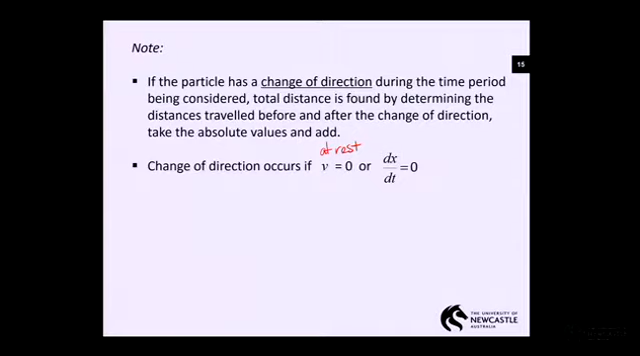 Note:
15
▪ If the particle has a change of direction during the time period
being considered, total distance is found by determining the
distances travelled before and after the change of direction,
take the absolute values and add.
at rest
▪ Change of direction occurs if v = 0 or dx/dt = 0
THE UNIVERSITY OF
NEWCASTLE
AUSTRALIA